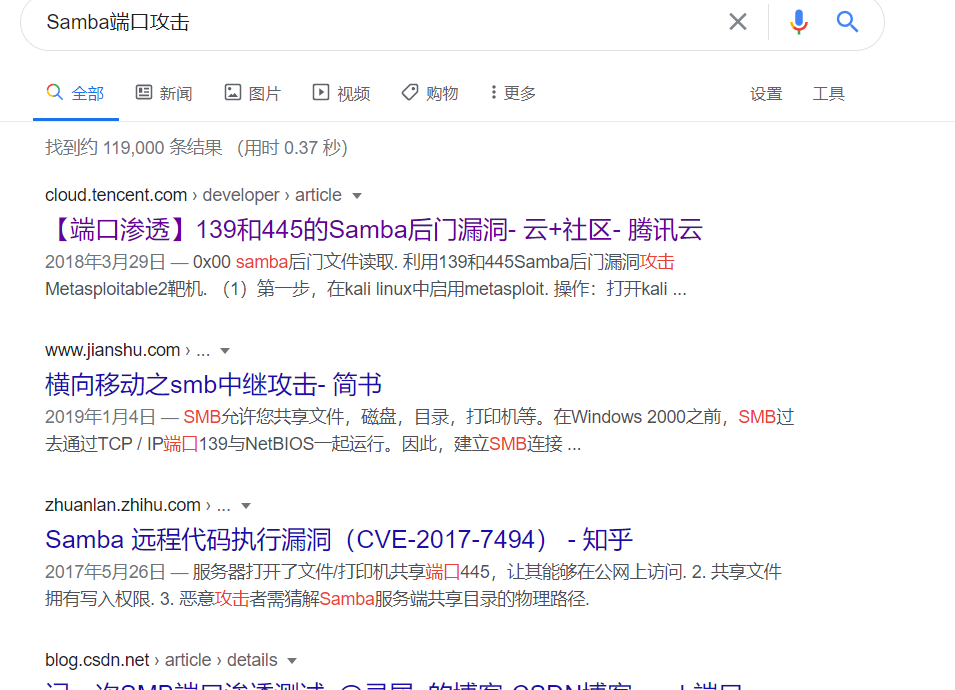 Samba端口攻击
全部 新闻 图片 视频 购物 更多 设置 工具
找到约 119,000 条结果 （用时 0.37 秒）
cloud.tencent.com › developer › article
【端口渗透】139和445的Samba后门漏洞- 云+社区- 腾讯云
2018年3月29日 — 0x00 samba后门文件读取. 利用139和445Samba后门漏洞攻击
Metasploitable2靶机. （1）第一步，在kali linux中启用metasploit. 操作：打开kali ...
www.jianshu.com › ...
横向移动之smb中继攻击- 简书
2019年1月4日 — SMB允许您共享文件，磁盘，目录，打印机等。在Windows 2000之前，SMB过
去通过TCP / IP端口139与NetBIOS一起运行。因此，建立SMB连接 ...
zhuanlan.zhihu.com › ...
Samba 远程代码执行漏洞（CVE-2017-7494） - 知乎
2017年5月26日 — 服务器打开了文件/打印机共享端口445，让其能够在公网上访问. 2. 共享文件
拥有写入权限. 3. 恶意攻击者需猜解Samba服务端共享目录的物理路径.
blog.csdn.net › article › details